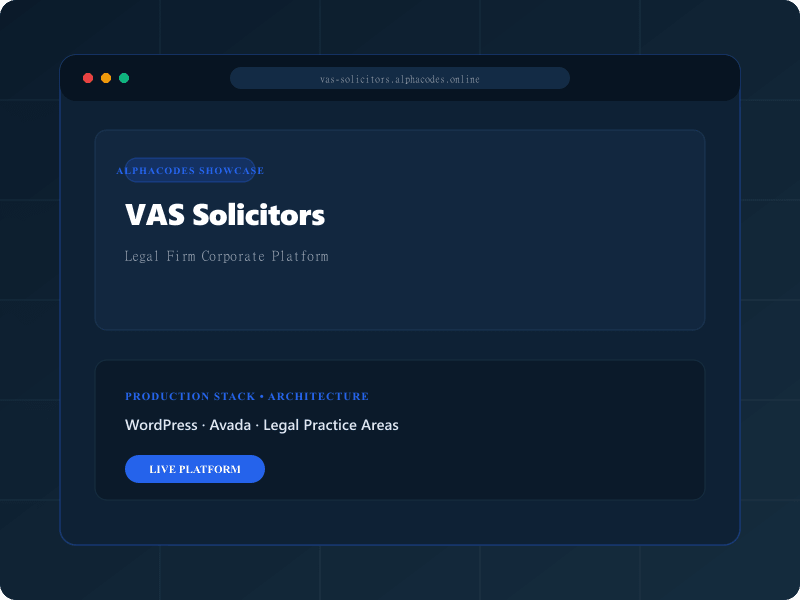 vas-solicitors.alphacodes.online
ALPHACODES SHOWCASE
VAS Solicitors
Legal Firm Corporate Platform
PRODUCTION STACK • ARCHITECTURE
WordPress · Avada · Legal Practice Areas
LIVE PLATFORM